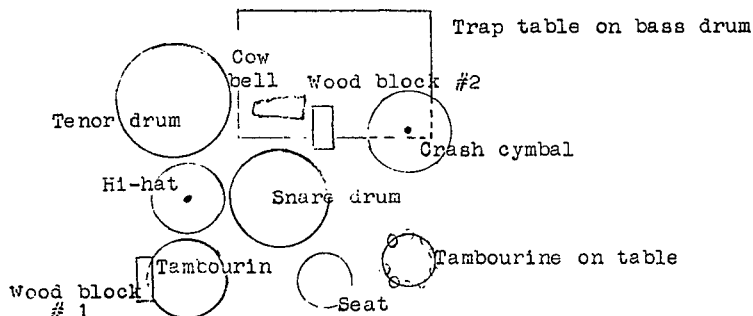 Trap table on bass drum
Cow
bell
Wood block #2
Tenor drum
Crash cymbal
Hi-hat
Snare drum
Tambourin
Tambourine on table
Wood block
# 1
Seat